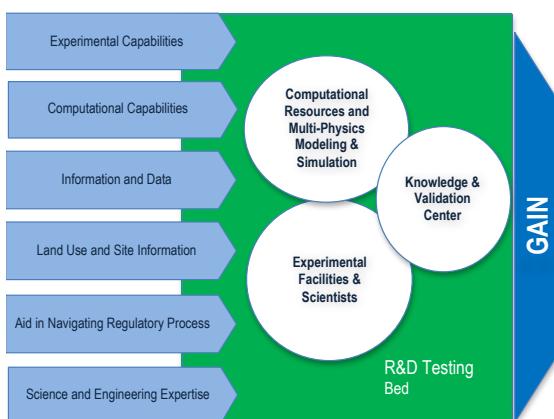 Experimental Capabilities
Computational Capabilities
Information and Data
Land Use and Site Information
Aid in Navigating Regulatory Process
Science and Engineering Expertise
Computational
Resources and
Multi-Physics
Modeling &
Simulation
Knowledge &
Validation
Center
Experimental
Facilities &
Scientists
R&D Testing
Bed
GAIN